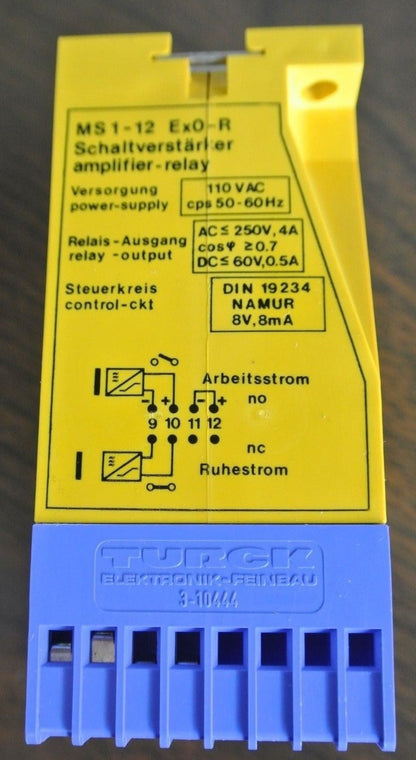 MS1-12 Ex0-R
Schaltverstärker
amplifier-relay
Versorgung 110 VAC
power-supply cps 50-60Hz
Relais-Ausgang AC ≤ 250V, 4A
relay -output cos φ ≥ 0.7
DC ≤ 60V, 0.5A
Steuerkreis DIN 19234
control-ckt NAMUR
8V, 8mA
Arbeitsstrom
- + - + no
9 10 11 12
nc
Ruhestrom
TURCK
ELEKTRONIK-FEINBAU
3-10444